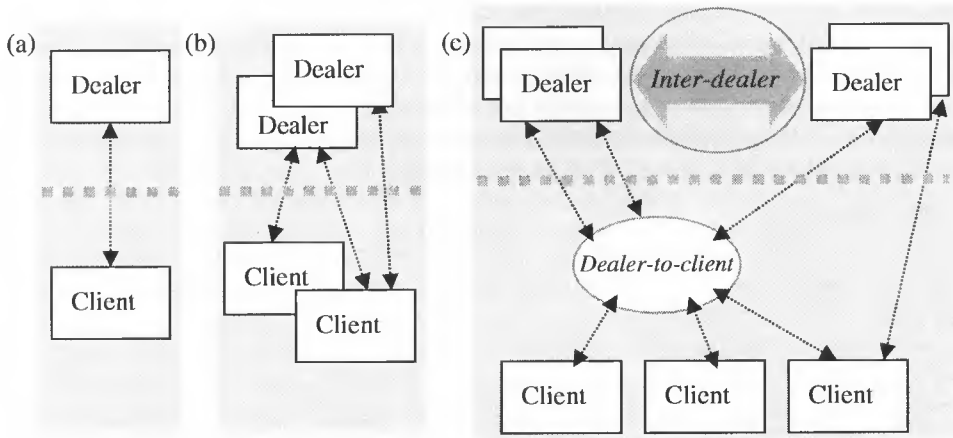 (a)
Dealer
Client
(b)
Dealer
Dealer
Client
Client
(c)
Dealer
Inter-dealer
Dealer
Dealer-to-client
Client
Client
Client